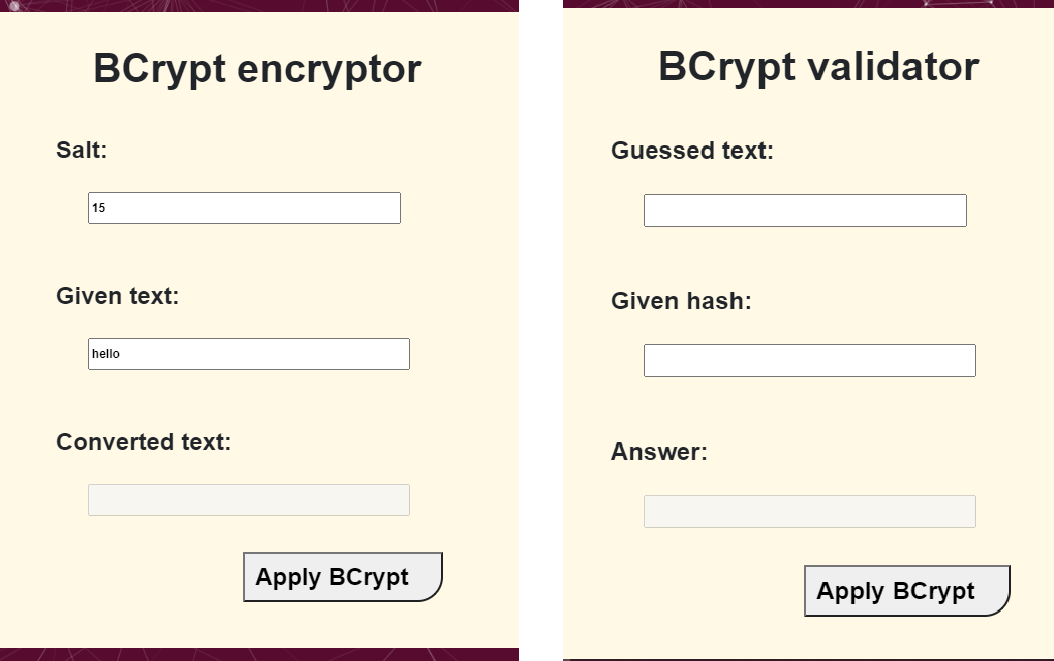 BCrypt encryptor
Salt:
15
Given text:
hello
Converted text:
Apply BCrypt
BCrypt validator
Guessed text:
Given hash:
Answer:
Apply BCrypt